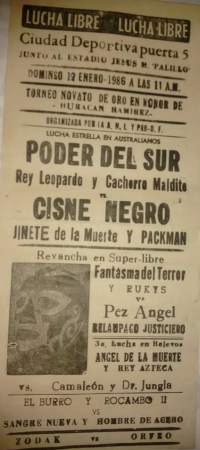 LUCHA LIBRE LUCHA LIBRE
Ciudad Deportiva puerta 5
JUNTO AL ESTADIO JESUS M. "PALILLO"
DOMINGO 19 ENERO-1986 A LAS 11 A.M.
TORNEO NOVATO DE ORO EN HONOR DE
HURACAN RAMIREZ.
ORGANIZADA POR LA A. N. L Y PRO-D. F.
LUCHA ESTRELLA EN AUSTRALIANOS
PODER DEL SUR
Rey Leopardo y Cachorro Maldito
vs
CISNE NEGRO
JINETE de la Muerte Y PACKMAN
Revancha en Super-libre
Fantasma del Terror
Y RUKYS
vs
Pez Angel
RELAMPAGO JUSTICIERO
3a. Lucha en Relevos
ANGEL DE LA MUERTE
Y REY AZTECA
vs. Camaleón y Dr. Jungla
EL BURRO Y ROCAMBO II
VS
SANGRE NUEVA Y HOMBRE DE ACERO
ZODAK vs ORFEO